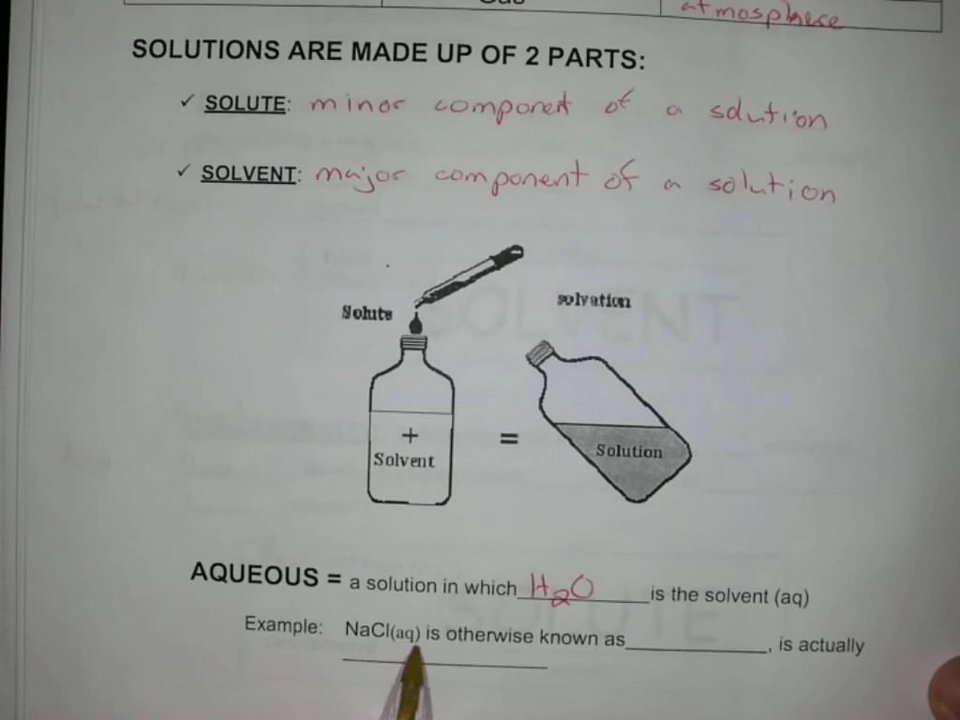 Gas
atmosphere
SOLUTIONS ARE MADE UP OF 2 PARTS:
✓ SOLUTE: minor component of a solution
✓ SOLVENT: major component of a solution
Solute
solvation
+
Solvent
=
Solution
AQUEOUS = a solution in which H2O is the solvent (aq)
Example: NaCl(aq) is otherwise known as____________, is actually